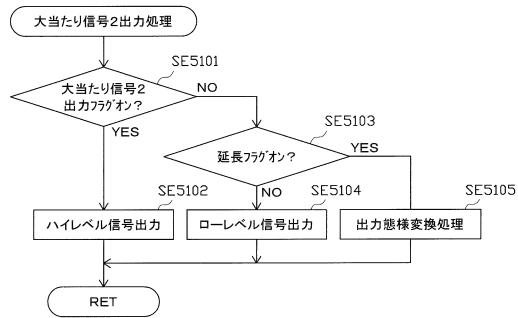 大当たり信号2出力処理
SE5101
大当たり信号2
出力フラグオン？
NO
YES
SE5103
延長フラグオン？
YES
NO
SE5102
ハイレベル信号出力
SE5104
ローレベル信号出力
SE5105
出力態様変換処理
RET